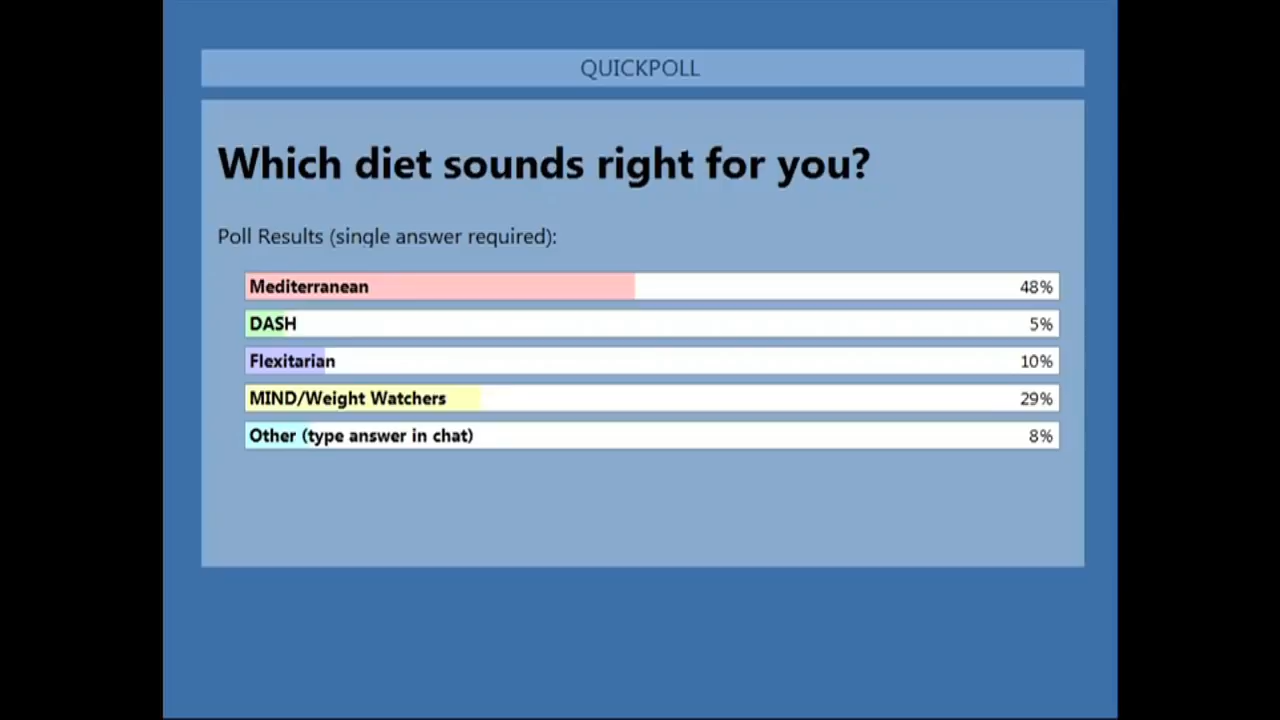 QUICKPOLL
Which diet sounds right for you?
Poll Results (single answer required):
Mediterranean 48%
DASH 5%
Flexitarian 10%
MIND/Weight Watchers 29%
Other (type answer in chat) 8%